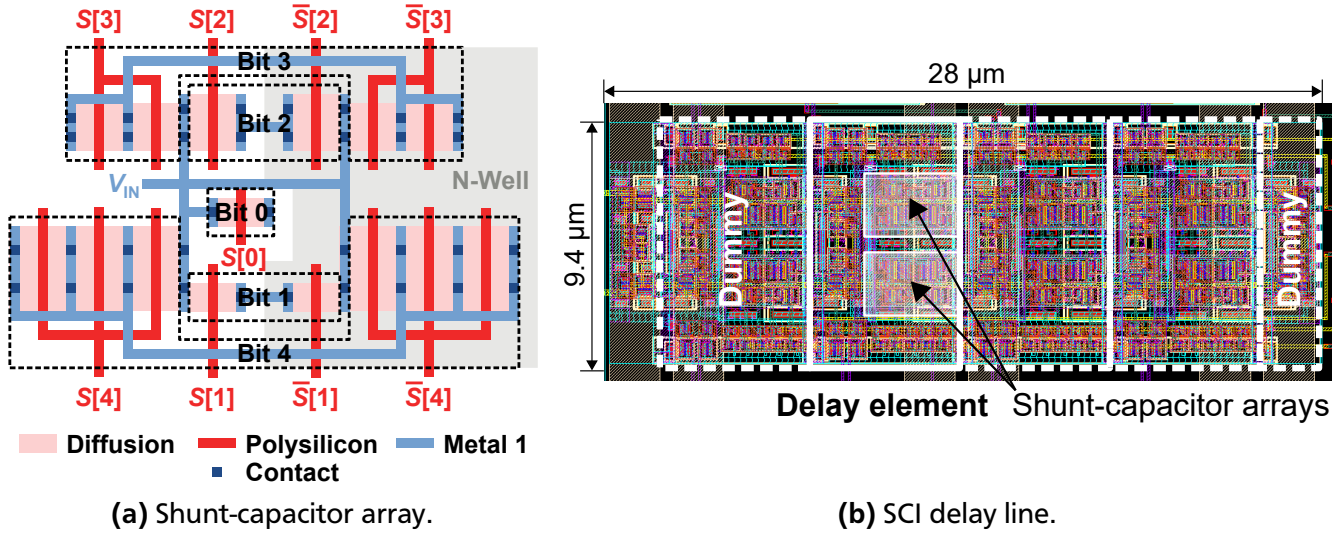 S[3] S[2] S̅[2] S̅[3]
Bit 3
Bit 2
V_IN N-Well
Bit 0
S[0]
Bit 1
Bit 4
S[4] S[1] S̅[1] S̅[4]
Diffusion Polysilicon Metal 1
Contact
(a) Shunt-capacitor array.
28 µm
9.4 µm
Dummy
Dummy
Delay element Shunt-capacitor arrays
(b) SCI delay line.